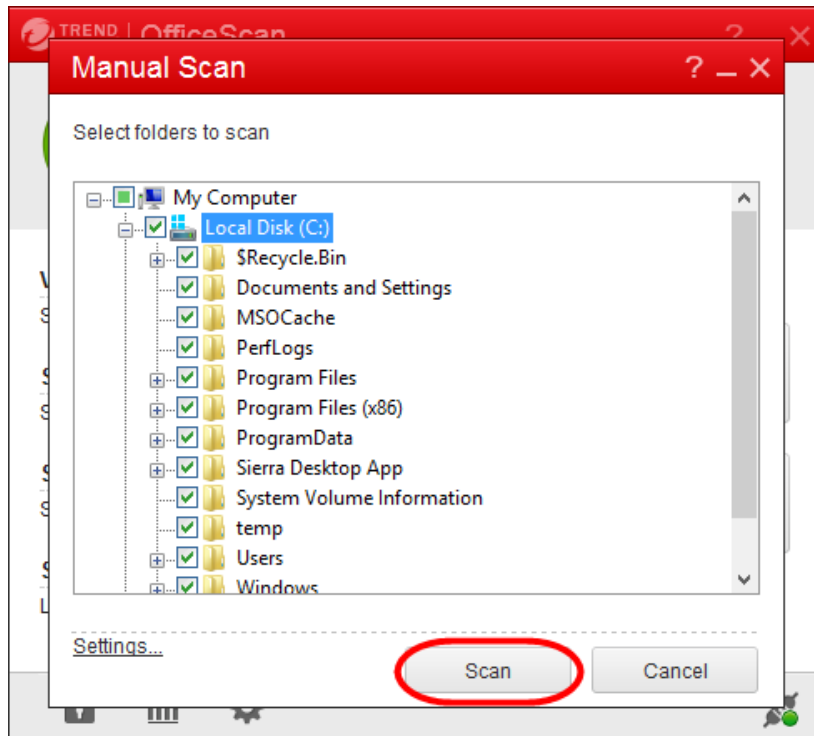 TREND | OfficeScan ?
Manual Scan ?
Select folders to scan
My Computer
Local Disk (C:)
$Recycle.Bin
Documents and Settings
MSOCache
PerfLogs
Program Files
Program Files (x86)
ProgramData
Sierra Desktop App
System Volume Information
temp
Users
Windows
Settings...
Scan Cancel